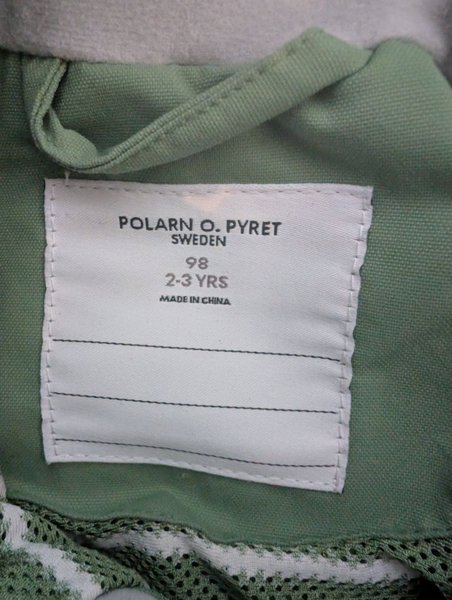 POLARN O. PYRET
SWEDEN
98
2-3 YRS
MADE IN CHINA